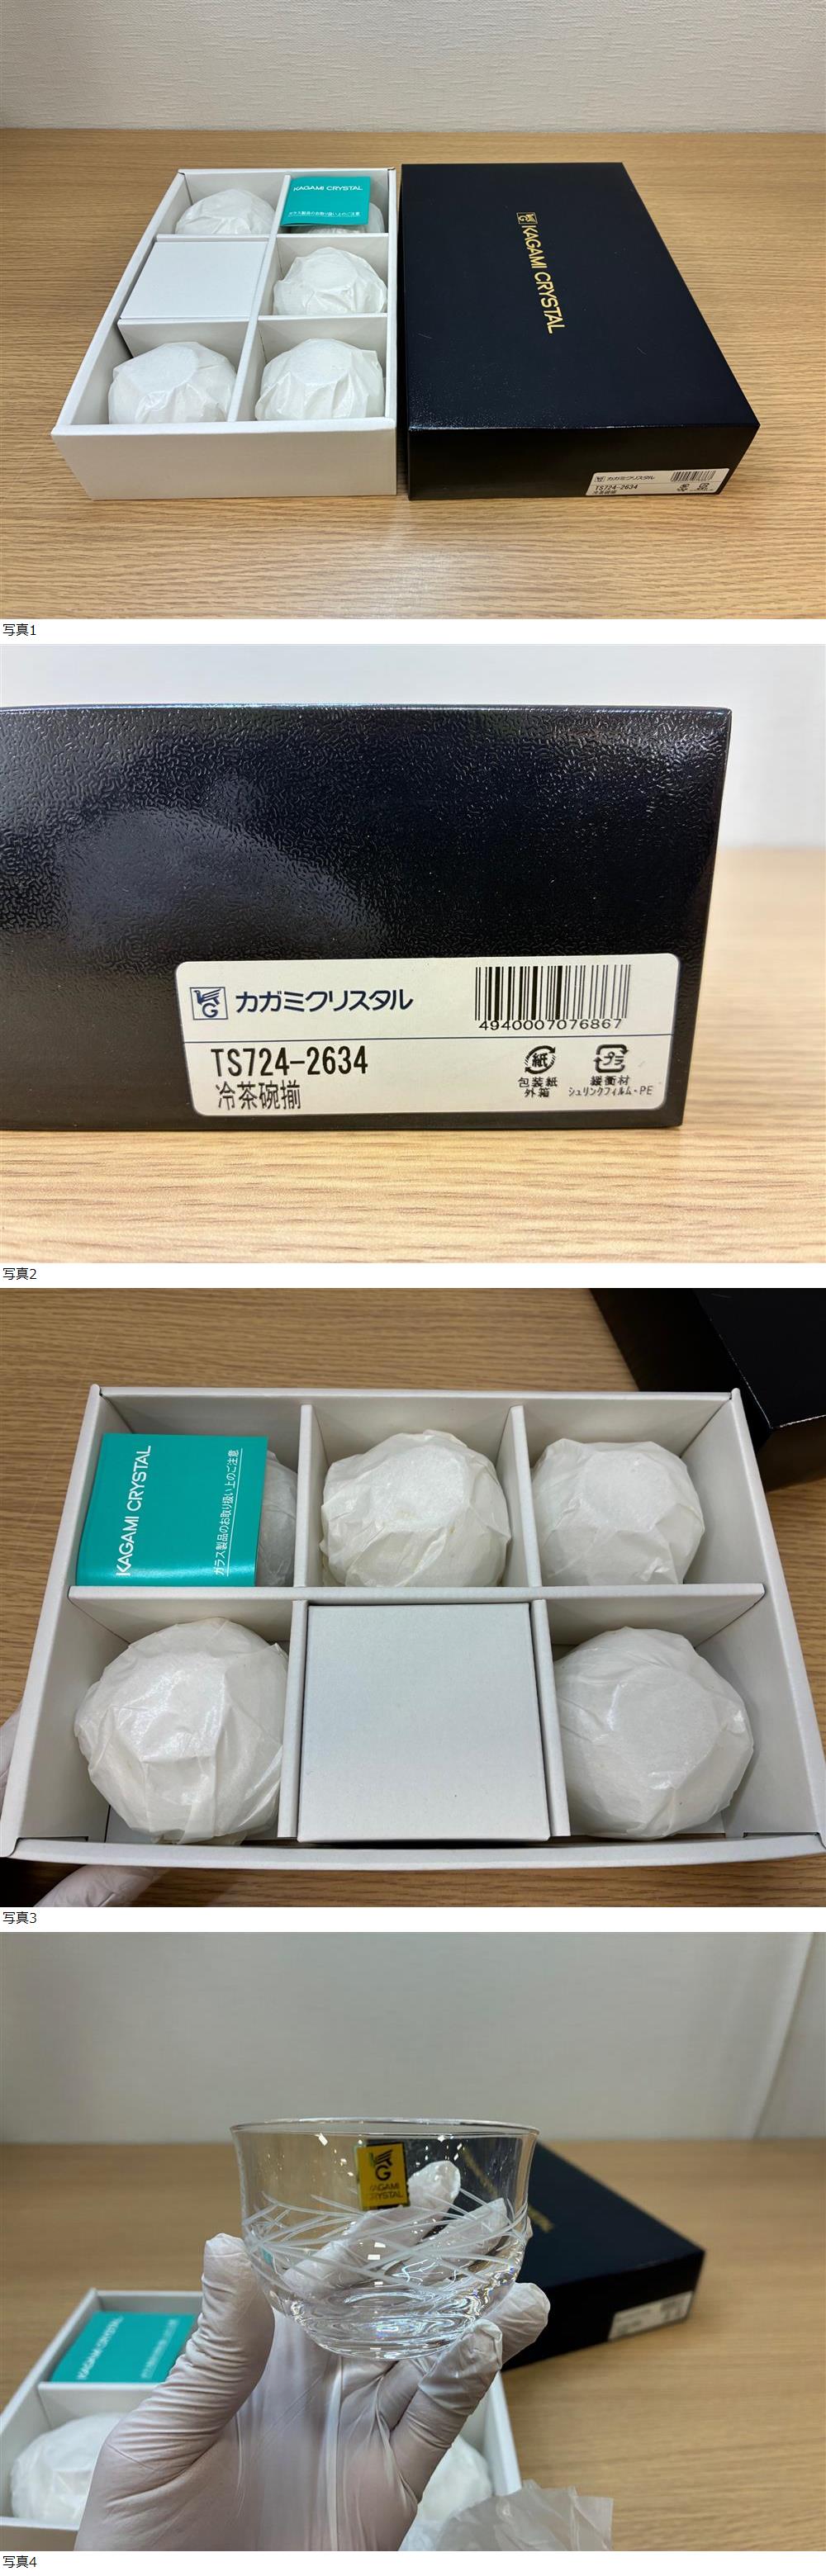 KAGAMI CRYSTAL
ガラス製品のお取り扱い上のご注意
G KAGAMI CRYSTAL
カガミクリスタル
TS724-2634
冷茶碗揃
写真1
G カガミクリスタル
4940007076867
TS724-2634
冷茶碗揃
紙
包装紙
外箱
プラ
緩衝材
シュリンクフィルム-PE
写真2
KAGAMI CRYSTAL
ガラス製品のお取り扱い上のご注意
写真3
G
KAGAMI
CRYSTAL
KAGAMI CRYSTAL
写真4